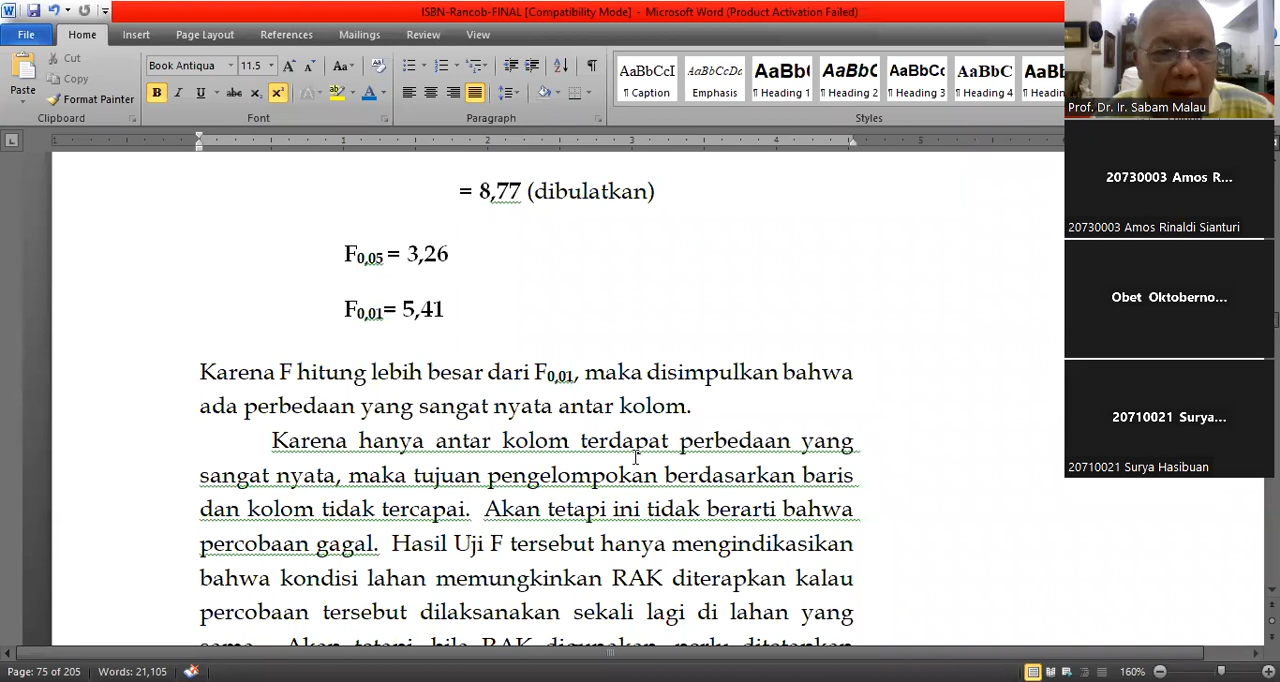 ISBN-Rancob-FINAL [Compatibility Mode] - Microsoft Word (Product Activation Failed)
File Home Insert Page Layout References Mailings Review View
Cut
Copy
Paste
Format Painter
Clipboard
Book Antiqua 11.5
Font
Paragraph
AaBbCcI AaBbCcDc AaBb( AaBbC AaBbCc AaBbC AaB
¶ Caption Emphasis ¶ Heading 1 ¶ Heading 2 ¶ Heading 3 ¶ Heading 4 ¶ Head
Styles
= 8,77 (dibulatkan)
F0,05 = 3,26
F0,01= 5,41
Karena F hitung lebih besar dari F0,01, maka disimpulkan bahwa
ada perbedaan yang sangat nyata antar kolom.
Karena hanya antar kolom terdapat perbedaan yang
sangat nyata, maka tujuan pengelompokan berdasarkan baris
dan kolom tidak tercapai. Akan tetapi ini tidak berarti bahwa
percobaan gagal. Hasil Uji F tersebut hanya mengindikasikan
bahwa kondisi lahan memungkinkan RAK diterapkan kalau
percobaan tersebut dilaksanakan sekali lagi di lahan yang
Prof. Dr. Ir. Sabam Malau
20730003 Amos R...
20730003 Amos Rinaldi Sianturi
Obet Oktoberno...
20710021 Surya...
20710021 Surya Hasibuan
Page: 75 of 205 Words: 21,105
160%